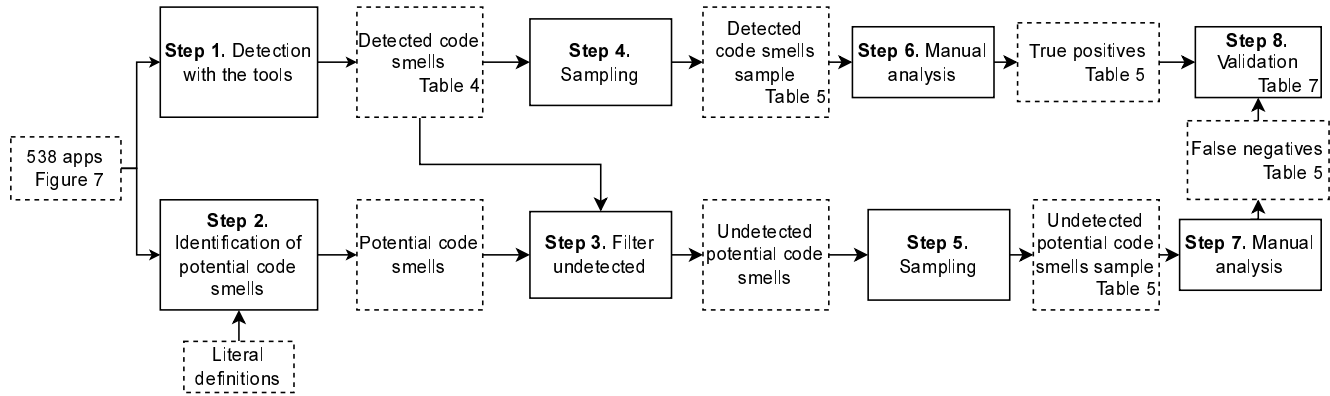 538 apps
Figure 7
Step 1. Detection
with the tools
Detected code
smells
Table 4
Step 4.
Sampling
Detected
code smells
sample
Table 5
Step 6. Manual
analysis
True positives
Table 5
Step 8.
Validation
Table 7
False negatives
Table 5
Step 2.
Identification of
potential code
smells
Potential code
smells
Step 3. Filter
undetected
Undetected
potential code
smells
Step 5.
Sampling
Undetected
potential code
smells sample
Table 5
Step 7. Manual
analysis
Literal
definitions